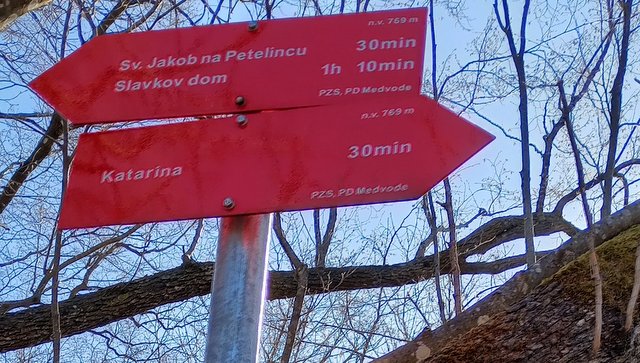 n.v. 769 m
Sv. Jakob na Petelincu 30min
Slavkov dom 1h 10min
PZS, PD Medvode
n.v. 769 m
Katarina 30min
PZS, PD Medvode